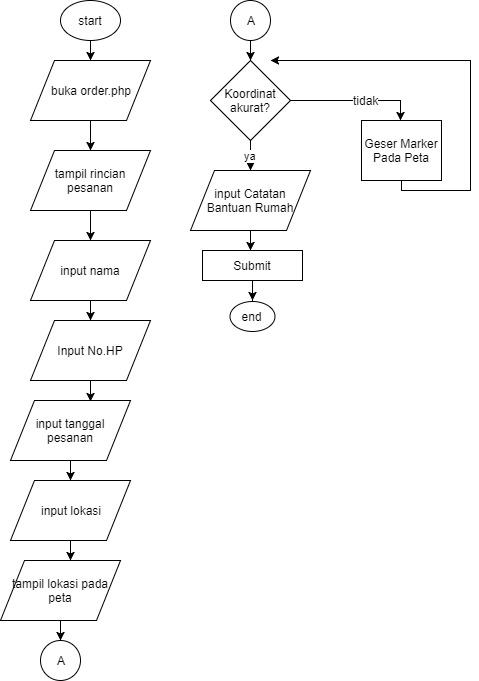 start
buka order.php
tampil rincian
pesanan
input nama
Input No.HP
input tanggal
pesanan
input lokasi
tampil lokasi pada
peta
A
A
Koordinat
akurat?
tidak
Geser Marker
Pada Peta
ya
input Catatan
Bantuan Rumah
Submit
end